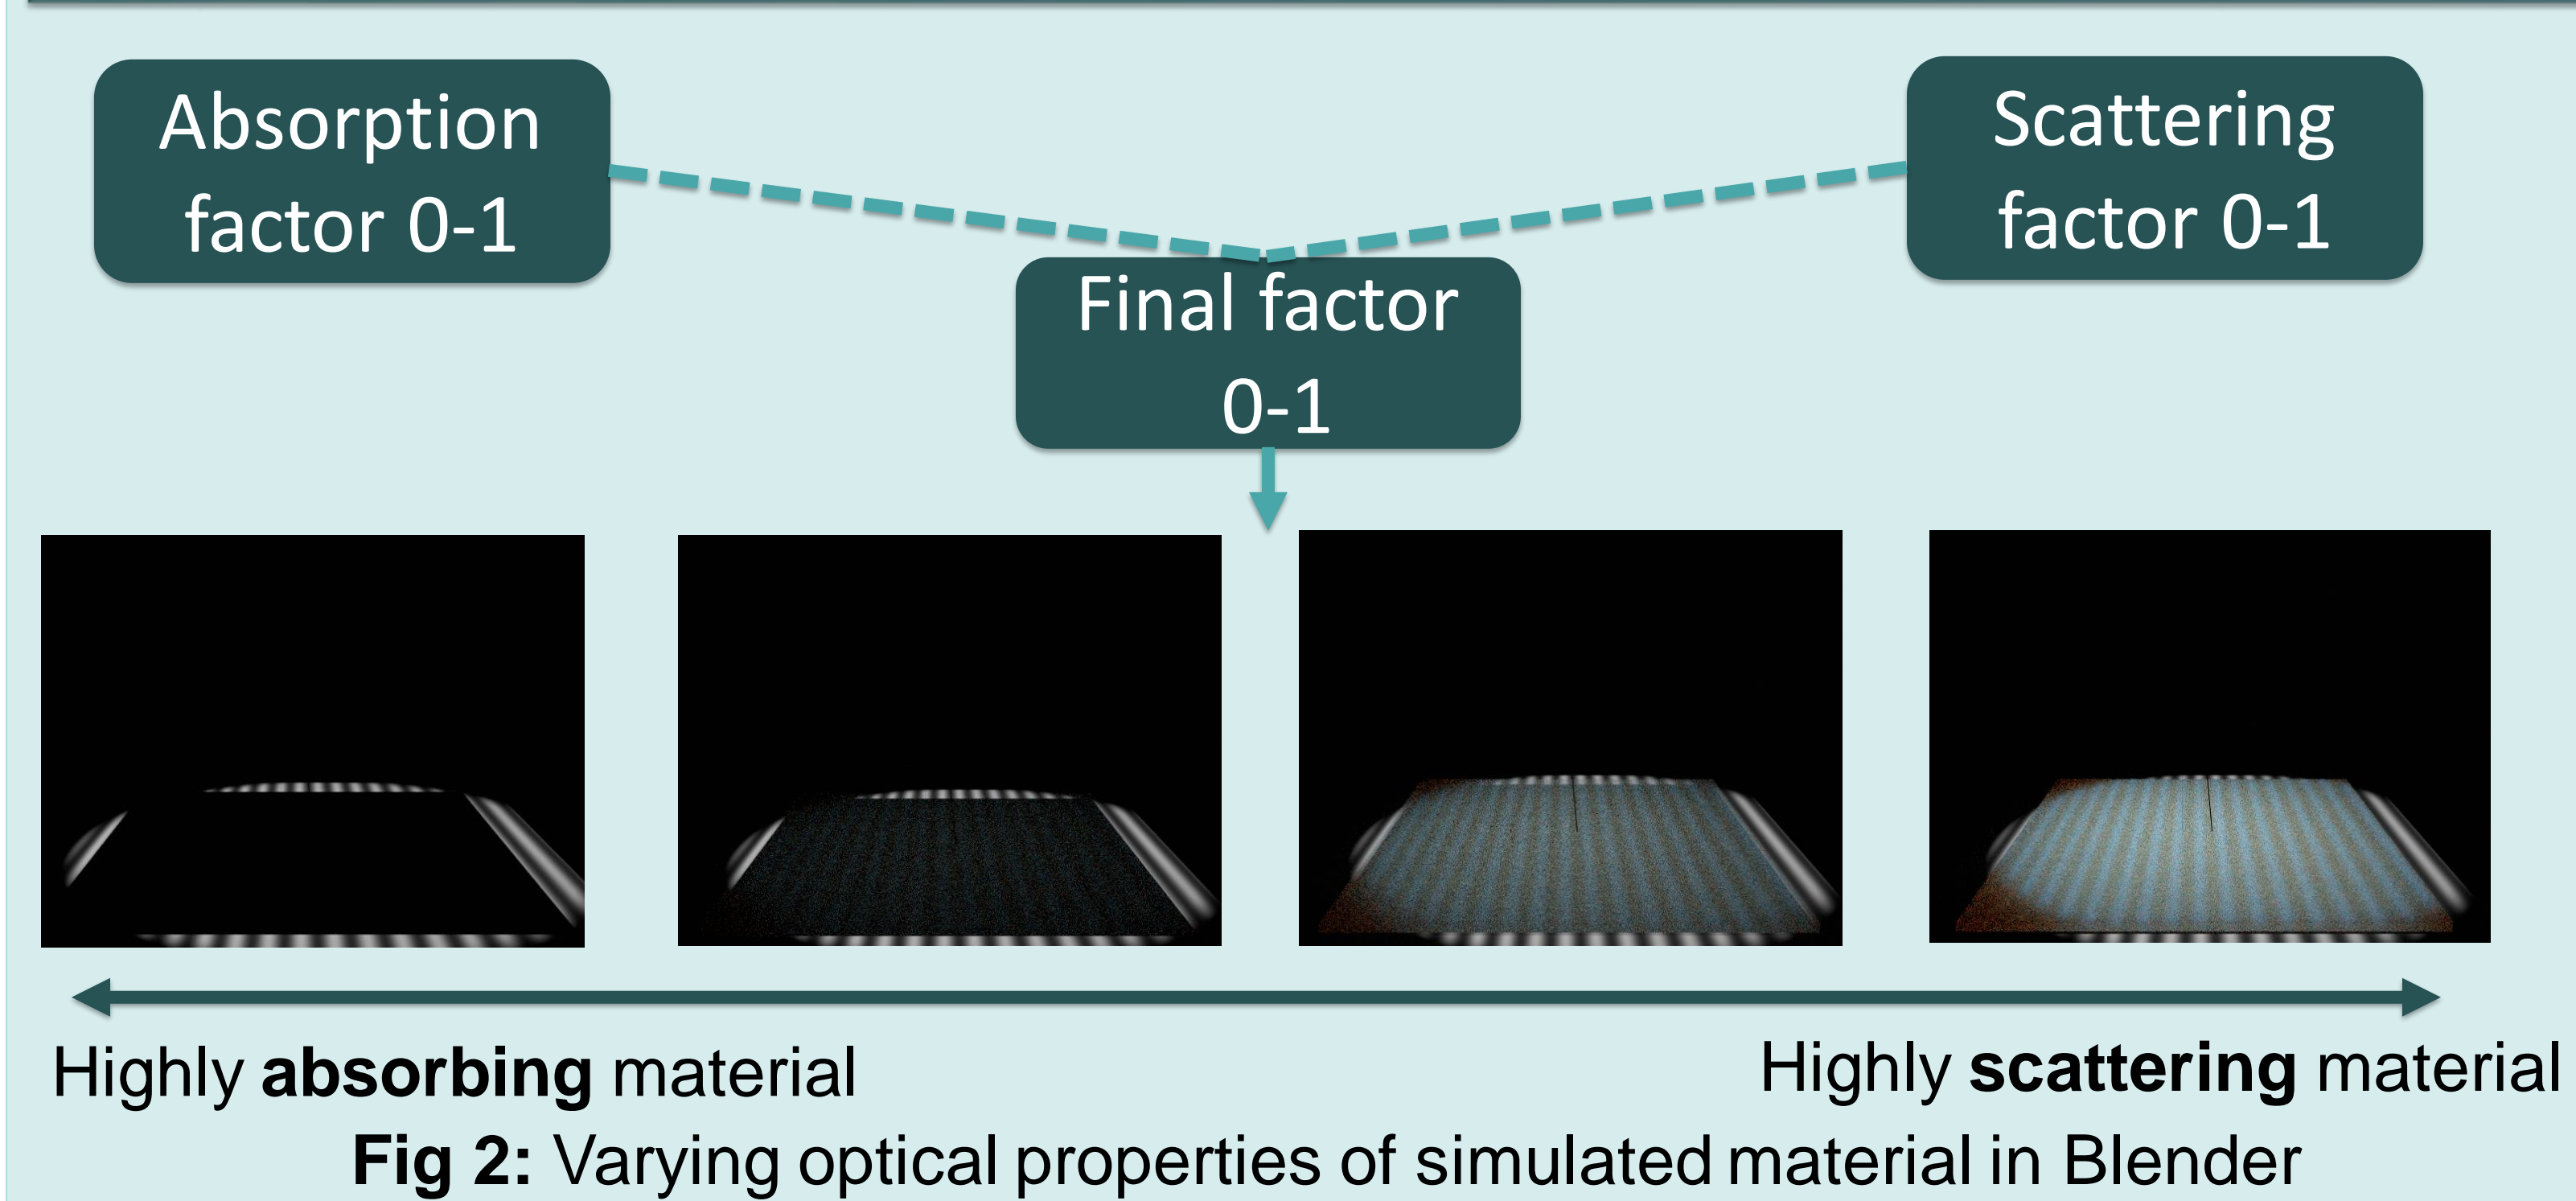 Absorption
factor 0-1
Scattering
factor 0-1
Final factor
0-1
Highly absorbing material
Highly scattering material
Fig 2: Varying optical properties of simulated material in Blender